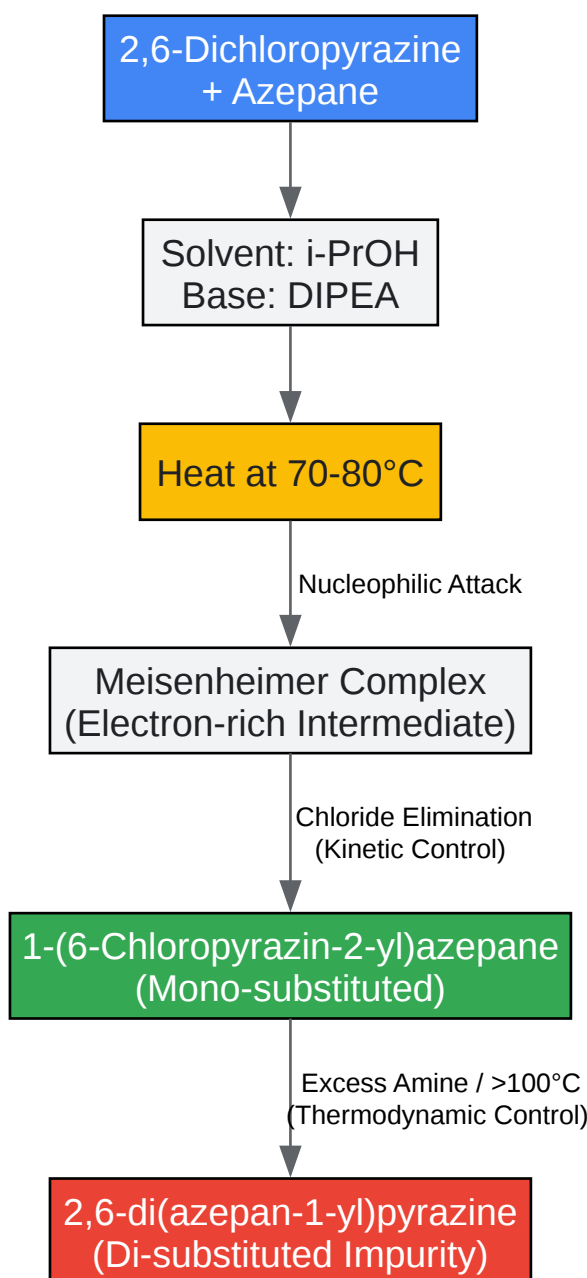 2,6-Dichloropyrazine
+ Azepane
Solvent: i-PrOH
Base: DIPEA
Heat at 70-80°C
Nucleophilic Attack
Meisenheimer Complex
(Electron-rich Intermediate)
Chloride Elimination
(Kinetic Control)
1-(6-Chloropyrazin-2-yl)azepane
(Mono-substituted)
Excess Amine / >100°C
(Thermodynamic Control)
2,6-di(azepan-1-yl)pyrazine
(Di-substituted Impurity)